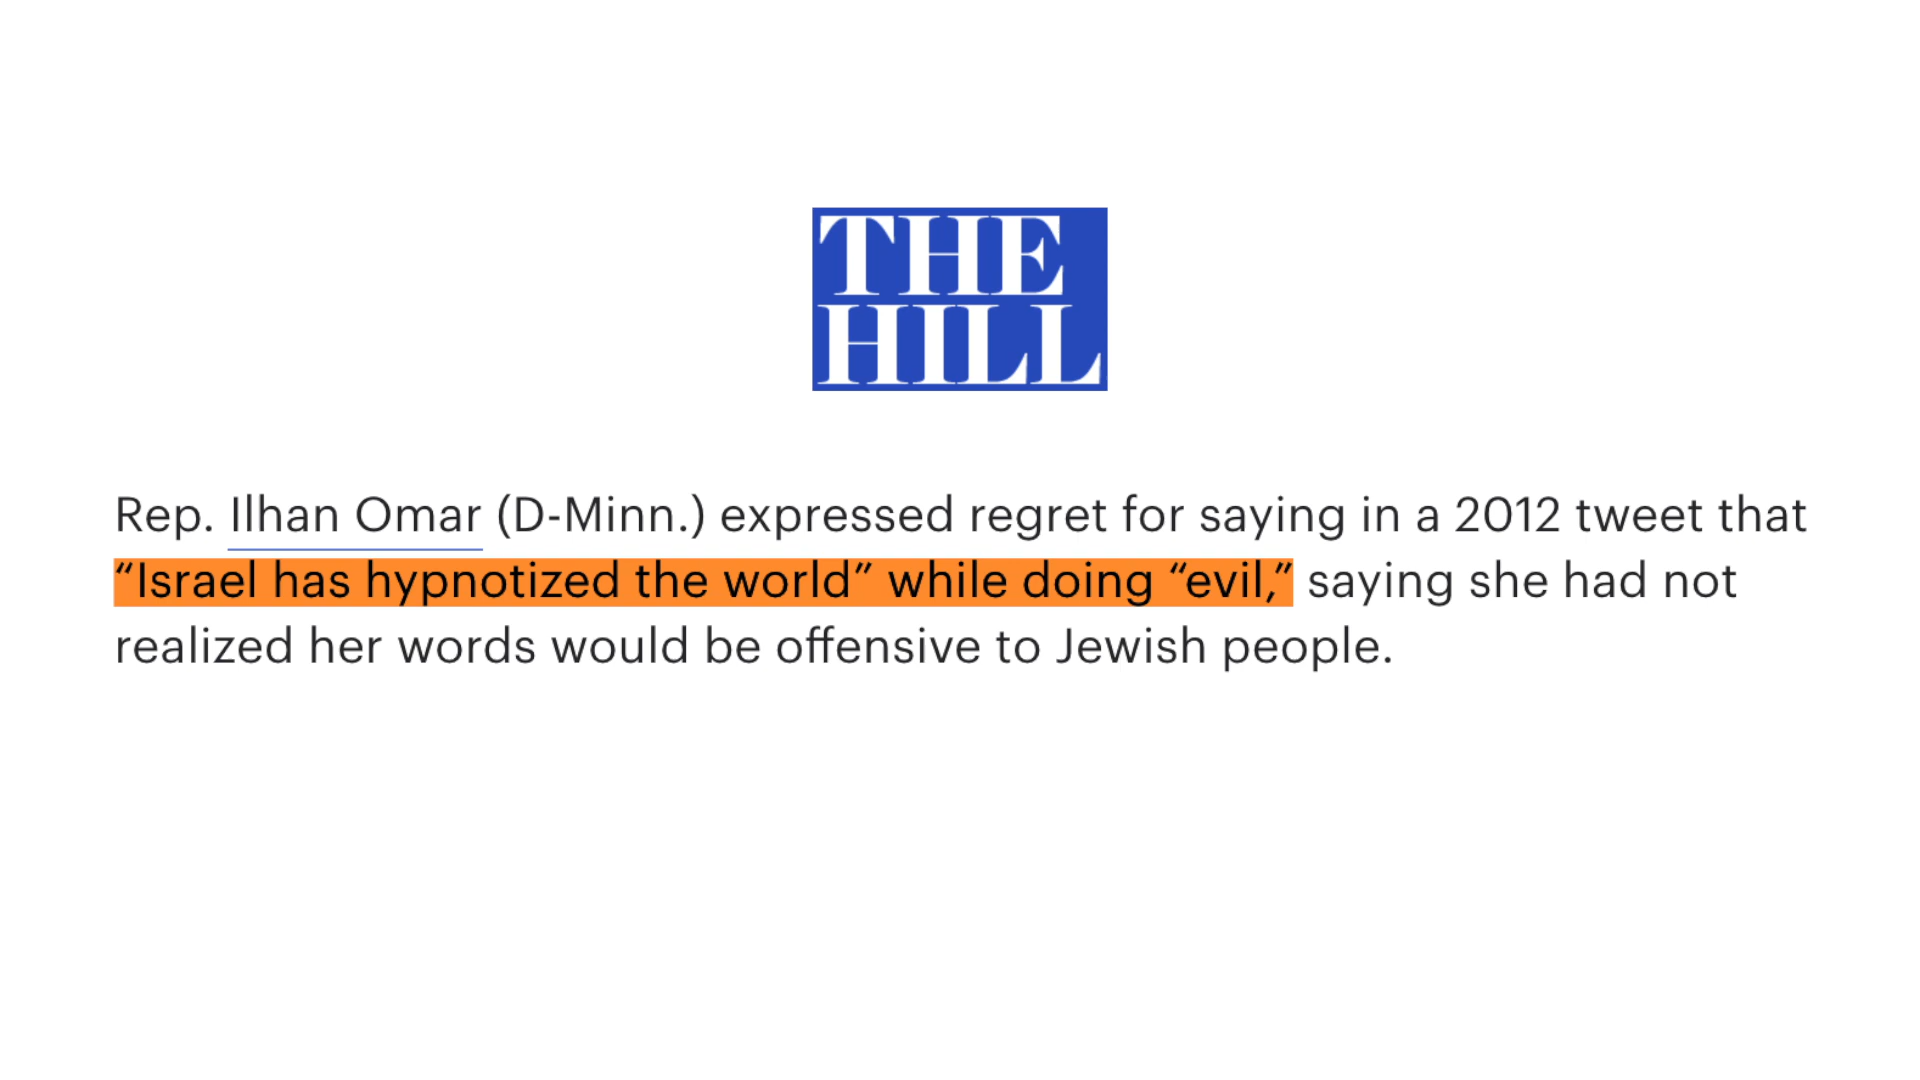 THE
HILL
Rep. Ilhan Omar (D-Minn.) expressed regret for saying in a 2012 tweet that
“Israel has hypnotized the world” while doing “evil,” saying she had not
realized her words would be offensive to Jewish people.